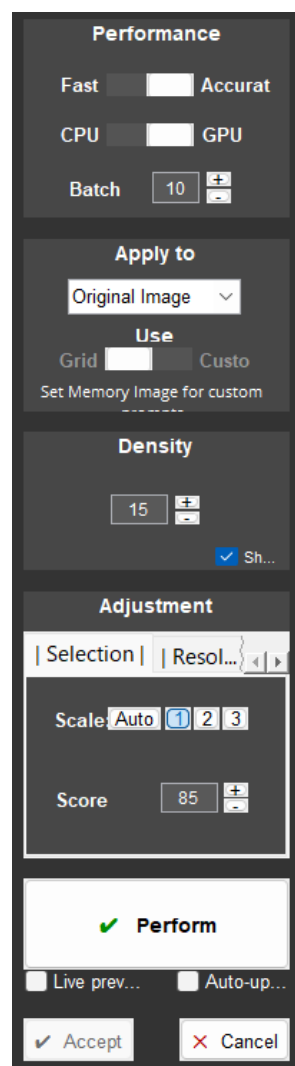 Performance
Fast Accurat
CPU GPU
Batch 10 + -
Apply to
Original Image
Use
Grid Custo
Set Memory Image for custom
Density
15 + -
Sh...
Adjustment
| Selection | | Resol...
Scale: Auto 1 2 3
Score 85 + -
✔ Perform
Live prev... Auto-up...
✔ Accept × Cancel